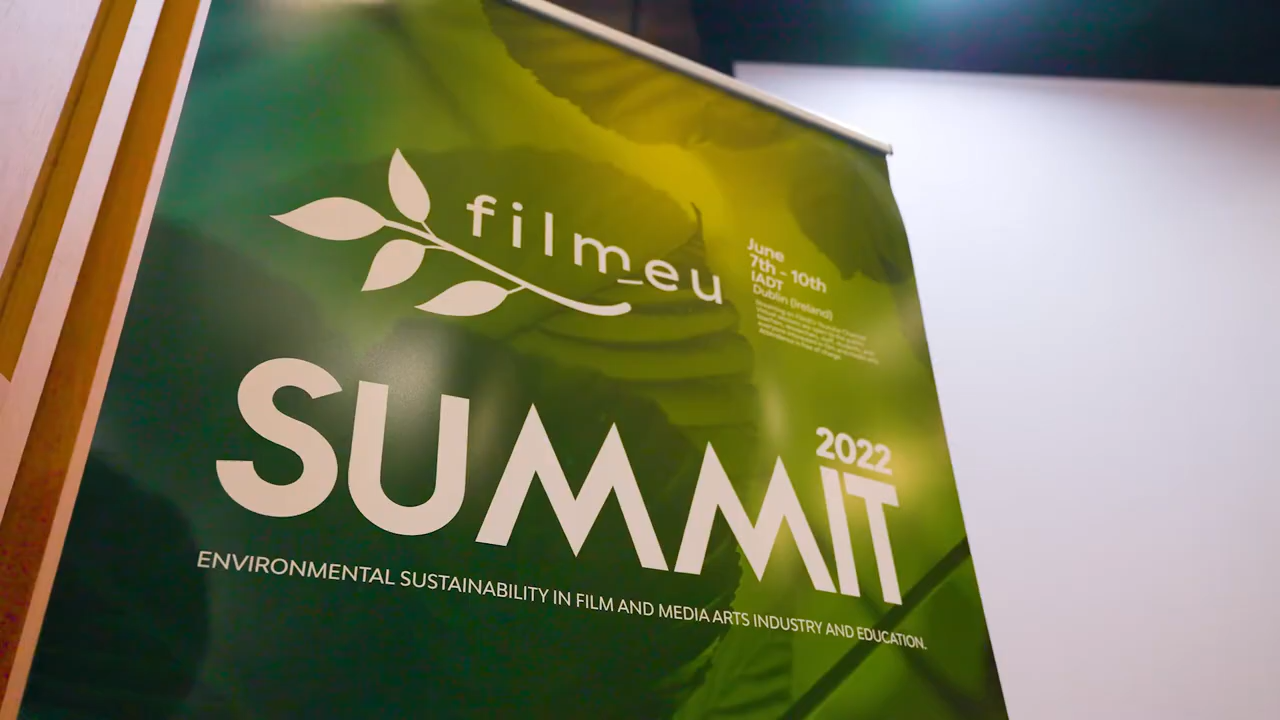 film_eu
June
7th - 10th
IADT
Dublin (Ireland)
SUMMIT
2022
ENVIRONMENTAL SUSTAINABILITY IN FILM AND MEDIA ARTS INDUSTRY AND EDUCATION.